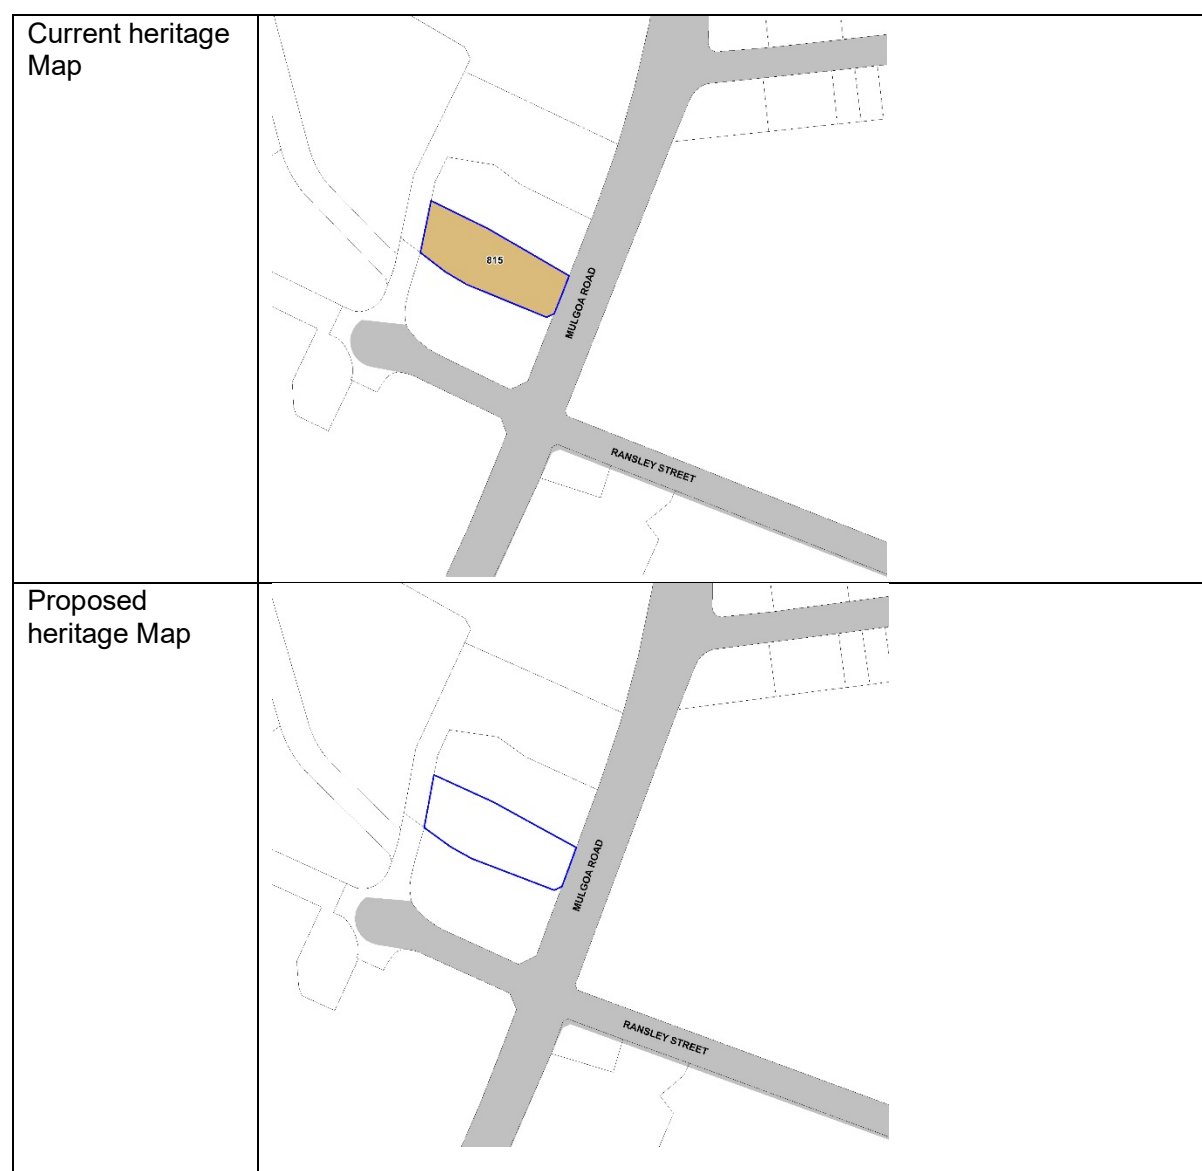 Current heritage
Map
815
MULGOA ROAD
RANSLEY STREET
Proposed
heritage Map
MULGOA ROAD
RANSLEY STREET